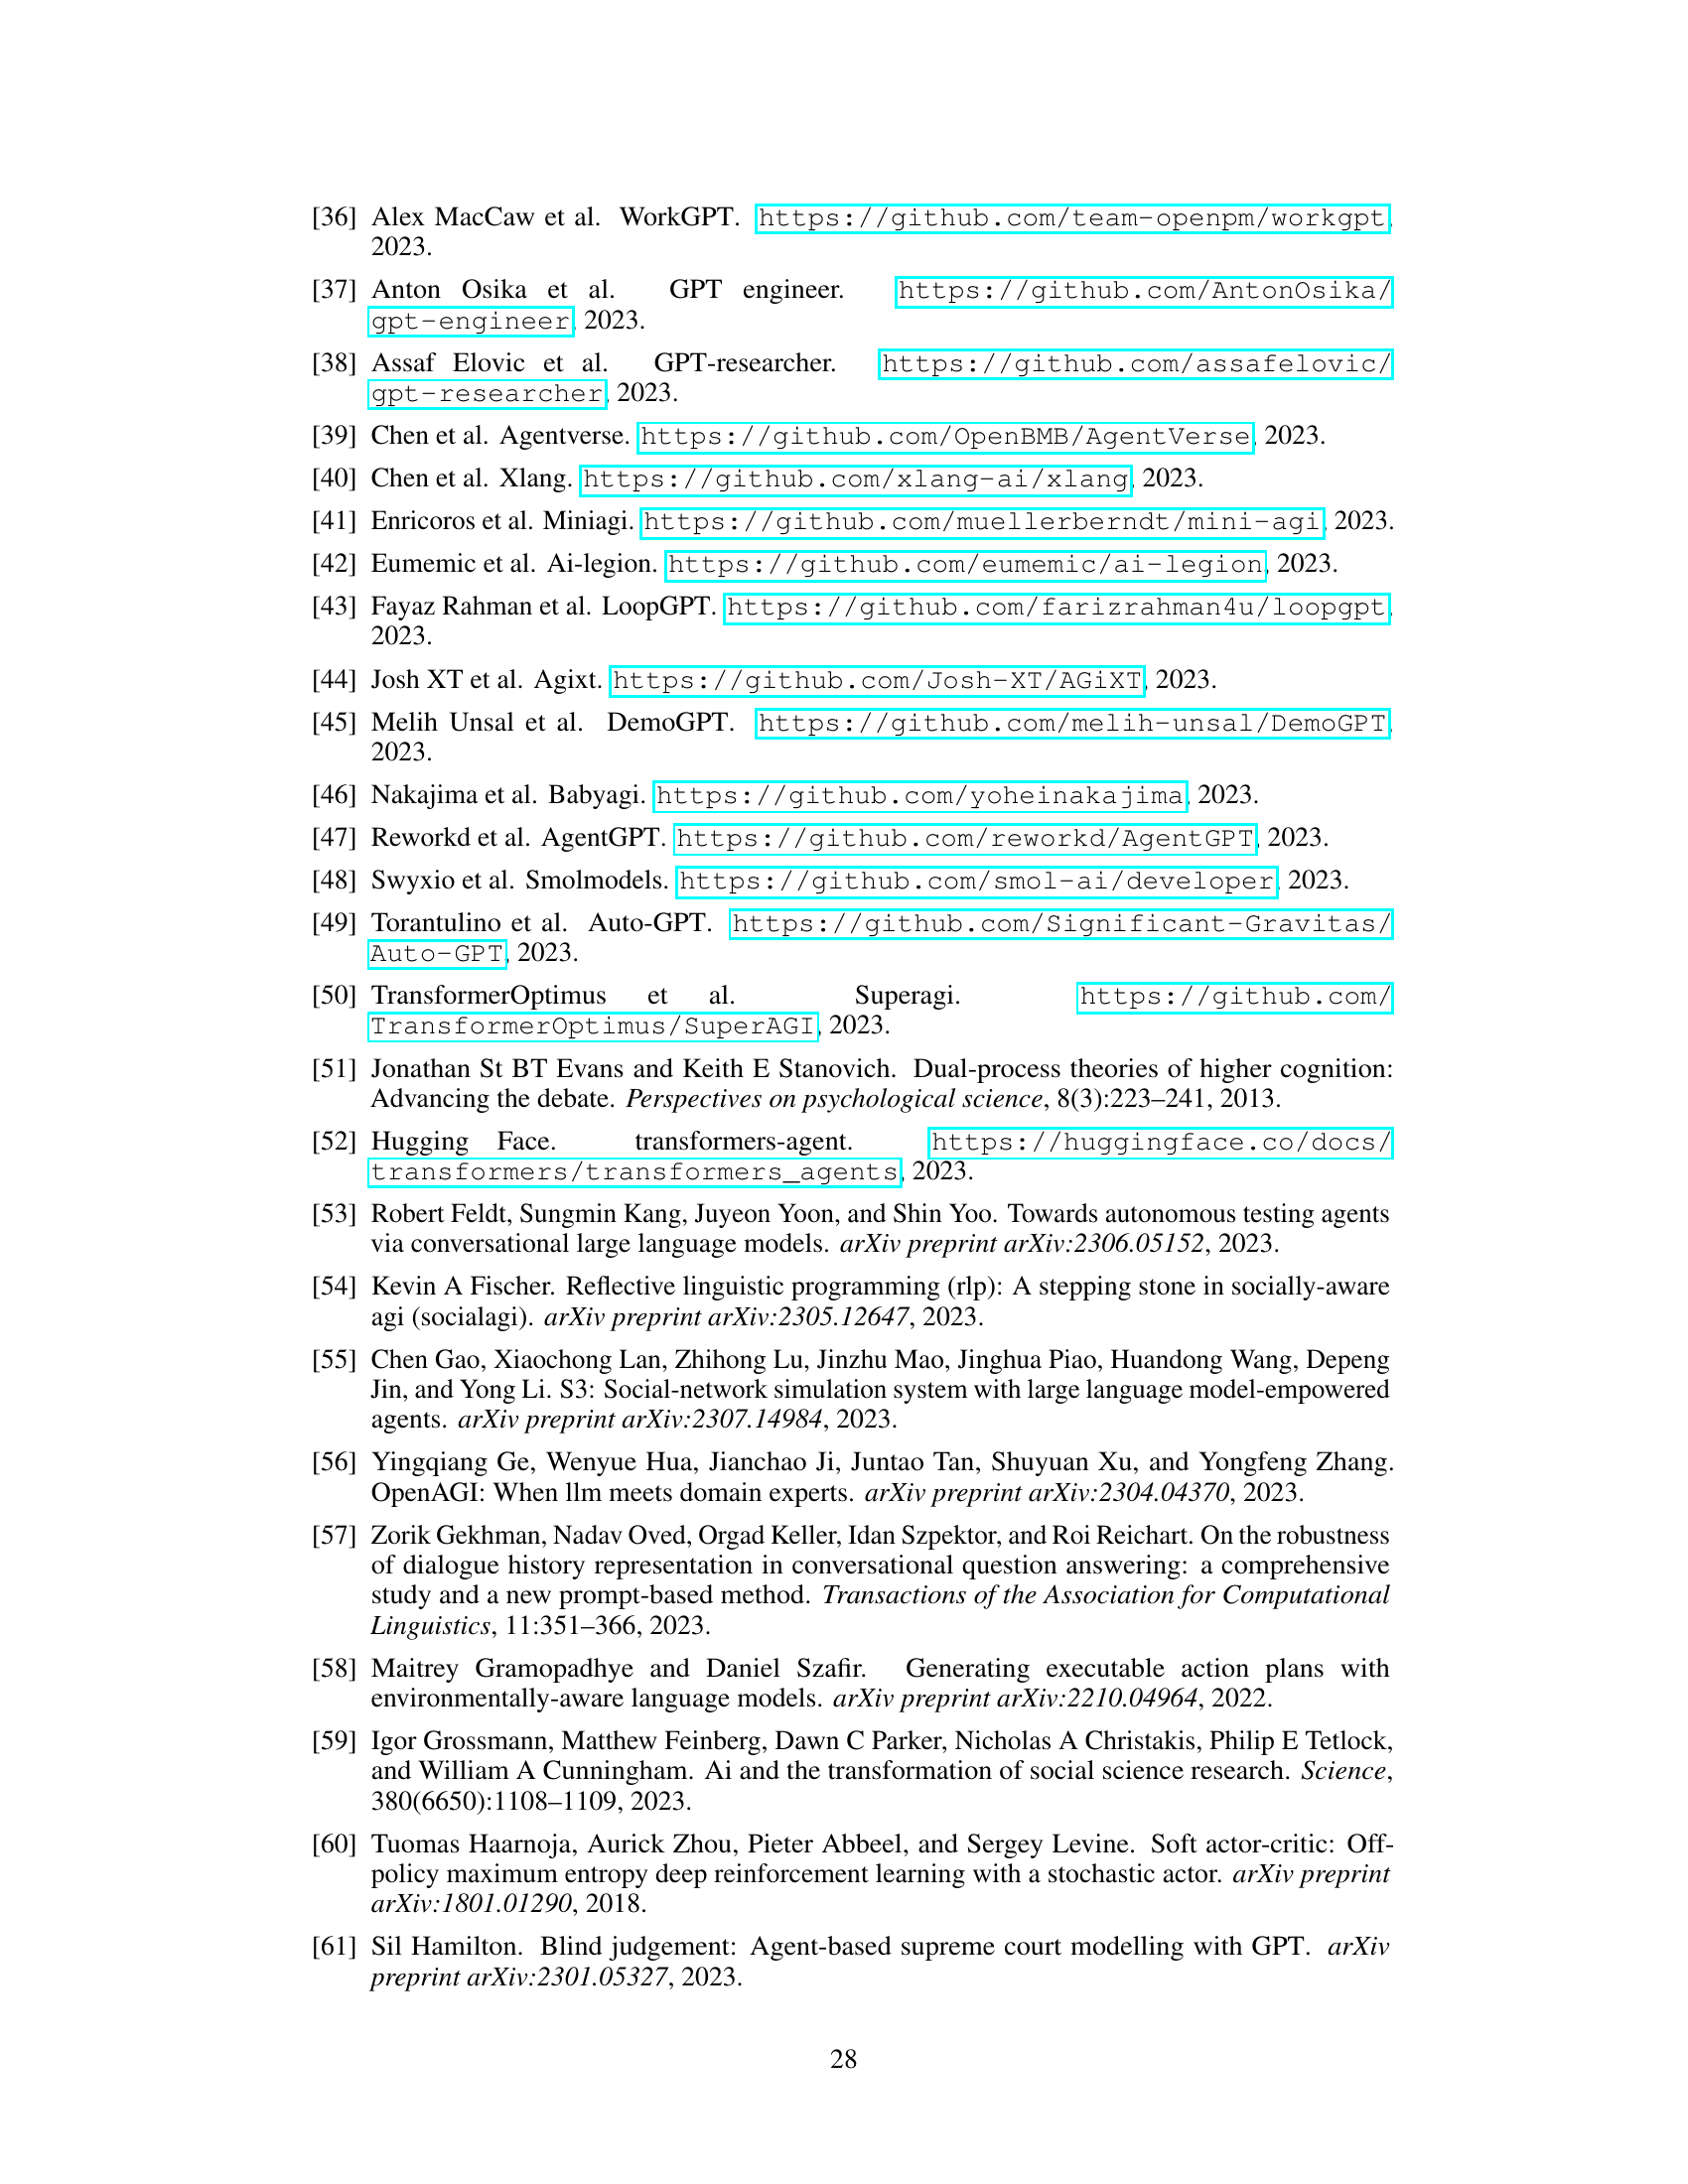 [36] Alex MacCaw et al. WorkGPT. https://github.com/team-openpm/workgpt,
2023.
[37] Anton Osika et al. GPT engineer. https://github.com/AntonOsika/
gpt-engineer, 2023.
[38] Assaf Elovic et al. GPT-researcher. https://github.com/assafelovic/
gpt-researcher, 2023.
[39] Chen et al. Agentverse. https://github.com/OpenBMB/AgentVerse, 2023.
[40] Chen et al. Xlang. https://github.com/xlang-ai/xlang, 2023.
[41] Enricoros et al. Miniagi. https://github.com/muellerberndt/mini-agi, 2023.
[42] Eumemic et al. Ai-legion. https://github.com/eumemic/ai-legion, 2023.
[43] Fayaz Rahman et al. LoopGPT. https://github.com/farizrahman4u/loopgpt,
2023.
[44] Josh XT et al. Agixt. https://github.com/Josh-XT/AGiXT, 2023.
[45] Melih Unsal et al. DemoGPT. https://github.com/melih-unsal/DemoGPT,
2023.
[46] Nakajima et al. Babyagi. https://github.com/yoheinakajima, 2023.
[47] Reworkd et al. AgentGPT. https://github.com/reworkd/AgentGPT, 2023.
[48] Swyxio et al. Smolmodels. https://github.com/smol-ai/developer, 2023.
[49] Torantulino et al. Auto-GPT. https://github.com/Significant-Gravitas/
Auto-GPT, 2023.
[50] TransformerOptimus et al. Superagi. https://github.com/
TransformerOptimus/SuperAGI, 2023.
[51] Jonathan St BT Evans and Keith E Stanovich. Dual-process theories of higher cognition:
Advancing the debate. Perspectives on psychological science, 8(3):223–241, 2013.
[52] Hugging Face. transformers-agent. https://huggingface.co/docs/
transformers/transformers_agents, 2023.
[53] Robert Feldt, Sungmin Kang, Juyeon Yoon, and Shin Yoo. Towards autonomous testing agents
via conversational large language models. arXiv preprint arXiv:2306.05152, 2023.
[54] Kevin A Fischer. Reflective linguistic programming (rlp): A stepping stone in socially-aware
agi (socialagi). arXiv preprint arXiv:2305.12647, 2023.
[55] Chen Gao, Xiaochong Lan, Zhihong Lu, Jinzhu Mao, Jinghua Piao, Huandong Wang, Depeng
Jin, and Yong Li. S3: Social-network simulation system with large language model-empowered
agents. arXiv preprint arXiv:2307.14984, 2023.
[56] Yingqiang Ge, Wenyue Hua, Jianchao Ji, Juntao Tan, Shuyuan Xu, and Yongfeng Zhang.
OpenAGI: When llm meets domain experts. arXiv preprint arXiv:2304.04370, 2023.
[57] Zorik Gekhman, Nadav Oved, Orgad Keller, Idan Szpektor, and Roi Reichart. On the robustness
of dialogue history representation in conversational question answering: a comprehensive
study and a new prompt-based method. Transactions of the Association for Computational
Linguistics, 11:351–366, 2023.
[58] Maitrey Gramopadhye and Daniel Szafir. Generating executable action plans with
environmentally-aware language models. arXiv preprint arXiv:2210.04964, 2022.
[59] Igor Grossmann, Matthew Feinberg, Dawn C Parker, Nicholas A Christakis, Philip E Tetlock,
and William A Cunningham. Ai and the transformation of social science research. Science,
380(6650):1108–1109, 2023.
[60] Tuomas Haarnoja, Aurick Zhou, Pieter Abbeel, and Sergey Levine. Soft actor-critic: Off-
policy maximum entropy deep reinforcement learning with a stochastic actor. arXiv preprint
arXiv:1801.01290, 2018.
[61] Sil Hamilton. Blind judgement: Agent-based supreme court modelling with GPT. arXiv
preprint arXiv:2301.05327, 2023.
28